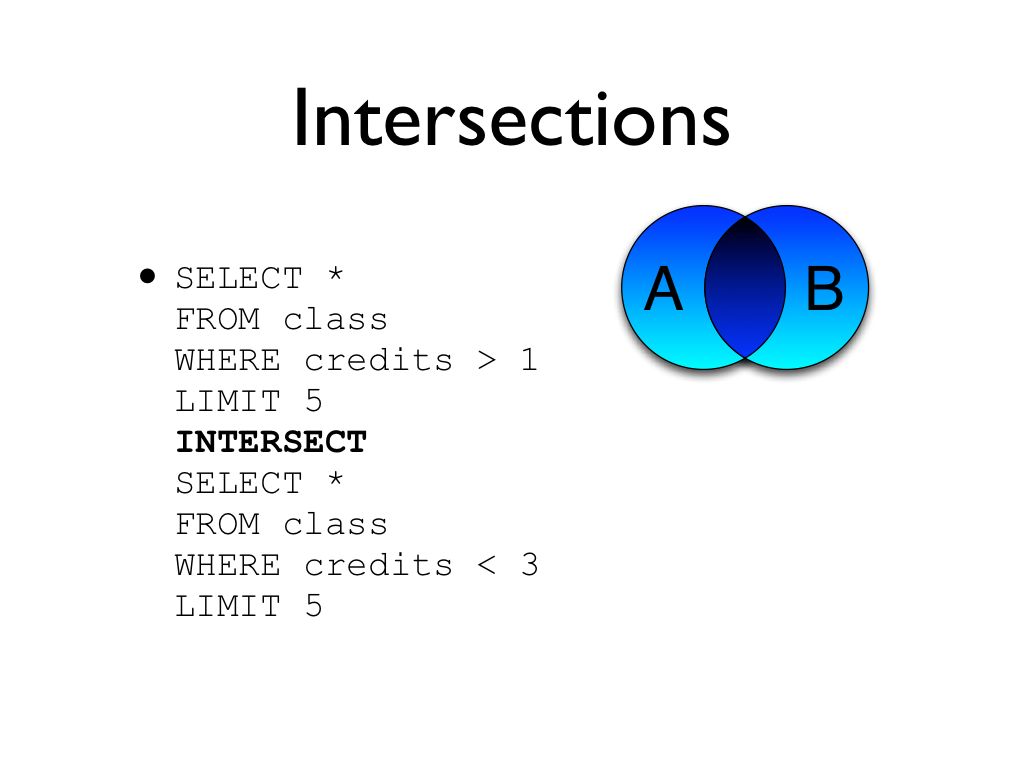 Intersections
• SELECT *
FROM class
WHERE credits > 1
LIMIT 5
INTERSECT
SELECT *
FROM class
WHERE credits < 3
LIMIT 5
A B